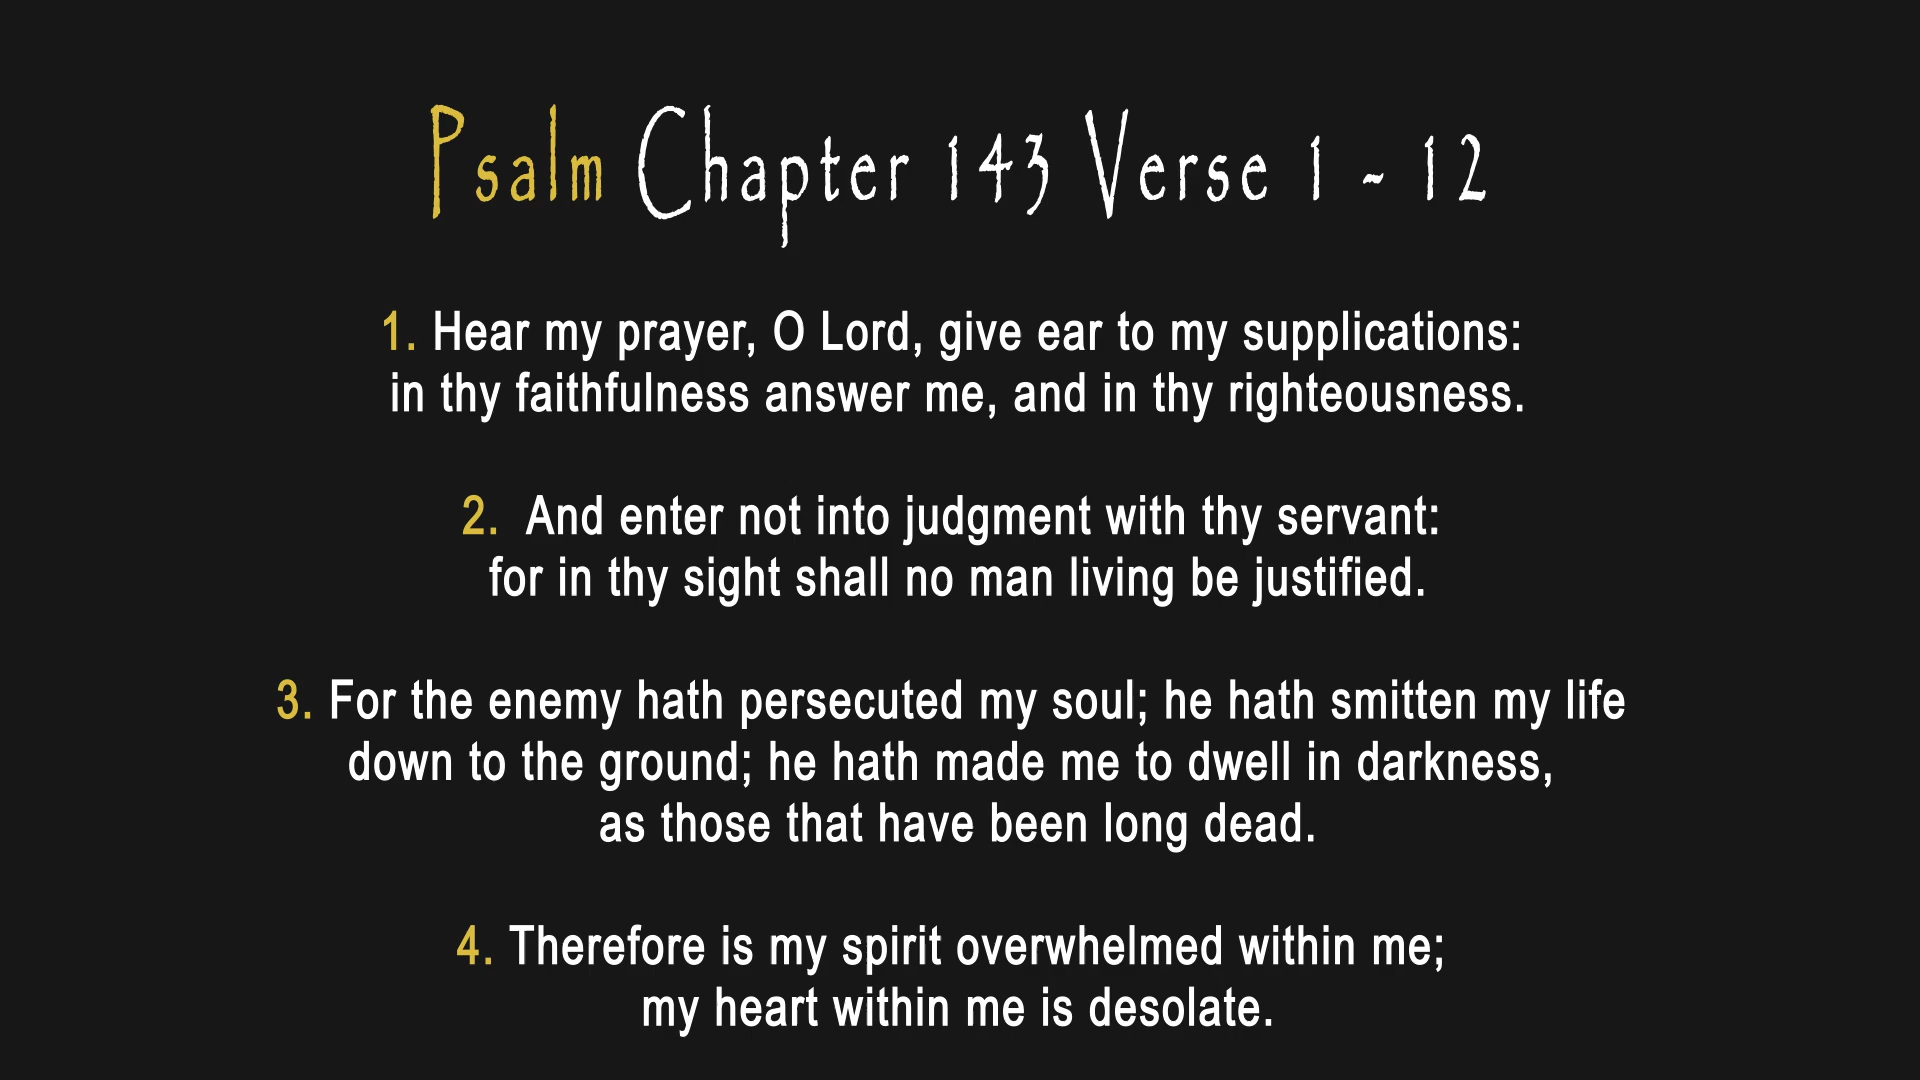 Psalm Chapter 143 Verse 1 - 12
1. Hear my prayer, O Lord, give ear to my supplications:
in thy faithfulness answer me, and in thy righteousness.
2. And enter not into judgment with thy servant:
for in thy sight shall no man living be justified.
3. For the enemy hath persecuted my soul; he hath smitten my life
down to the ground; he hath made me to dwell in darkness,
as those that have been long dead.
4. Therefore is my spirit overwhelmed within me;
my heart within me is desolate.